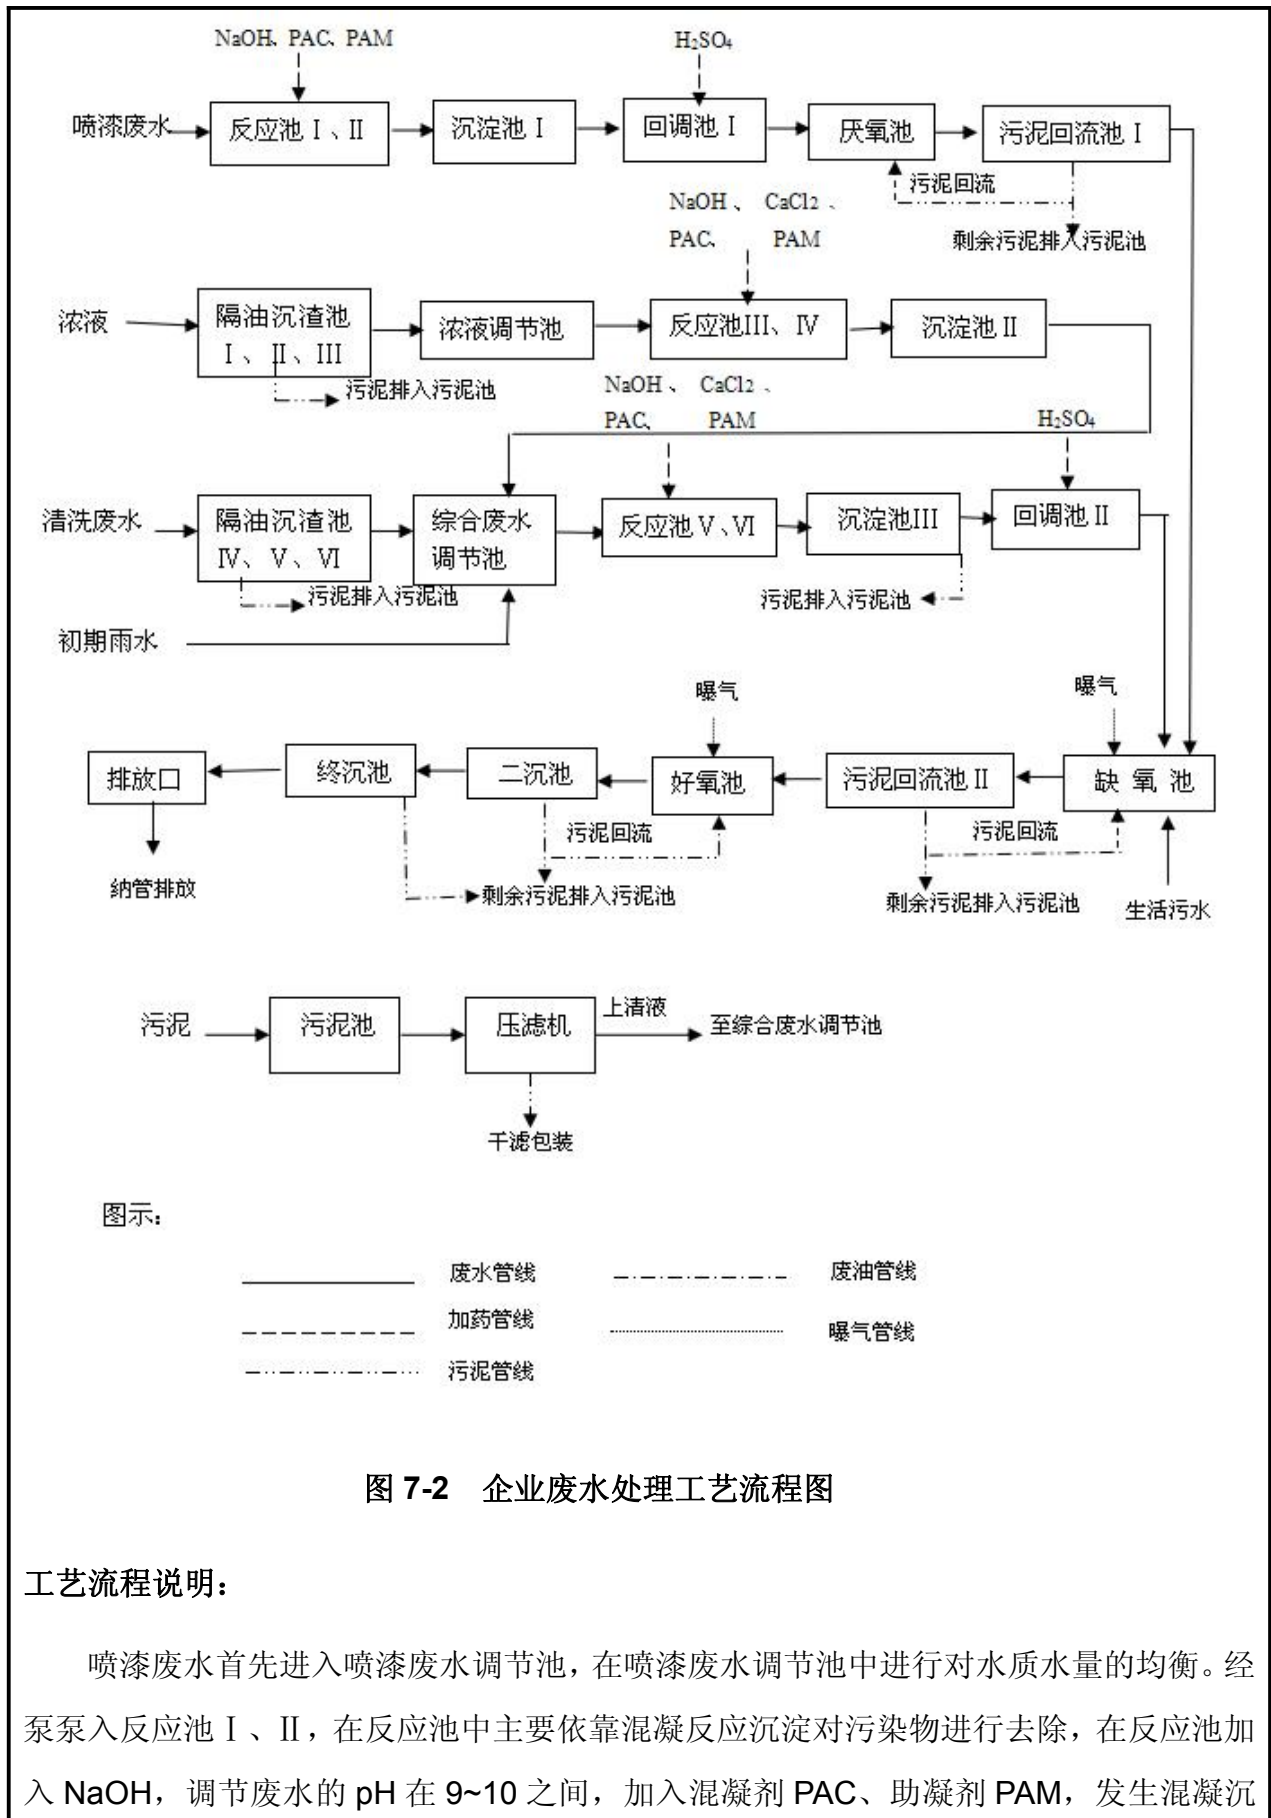 NaOH、PAC、PAM
H₂SO₄
喷漆废水
反应池Ⅰ、Ⅱ
沉淀池Ⅰ
回调池Ⅰ
厌氧池
污泥回流池Ⅰ
污泥回流
剩余污泥排入污泥池
NaOH、 CaCl2、
PAC、 PAM
浓液
隔油沉渣池
Ⅰ、Ⅱ、III
浓液调节池
反应池III、Ⅳ
沉淀池Ⅱ
污泥排入污泥池
NaOH、 CaCl2、
PAC、 PAM
H₂SO₄
清洗废水
隔油沉渣池
Ⅳ、Ⅴ、Ⅵ
综合废水
调节池
反应池Ⅴ、Ⅵ
沉淀池III
回调池Ⅱ
污泥排入污泥池
污泥排入污泥池
初期雨水
曝气
曝气
排放口
终沉池
二沉池
好氧池
污泥回流池Ⅱ
缺 氧 池
污泥回流
污泥回流
纳管排放
剩余污泥排入污泥池
剩余污泥排入污泥池
生活污水
污泥
污泥池
压滤机
上清液
至综合废水调节池
干滤包装
图示：
废水管线
废油管线
加药管线
曝气管线
污泥管线
图 7-2 企业废水处理工艺流程图
工艺流程说明：
喷漆废水首先进入喷漆废水调节池，在喷漆废水调节池中进行对水质水量的均衡。经
泵泵入反应池Ⅰ、Ⅱ，在反应池中主要依靠混凝反应沉淀对污染物进行去除，在反应池加
入 NaOH，调节废水的 pH 在 9~10 之间，加入混凝剂 PAC、助凝剂 PAM，发生混凝沉